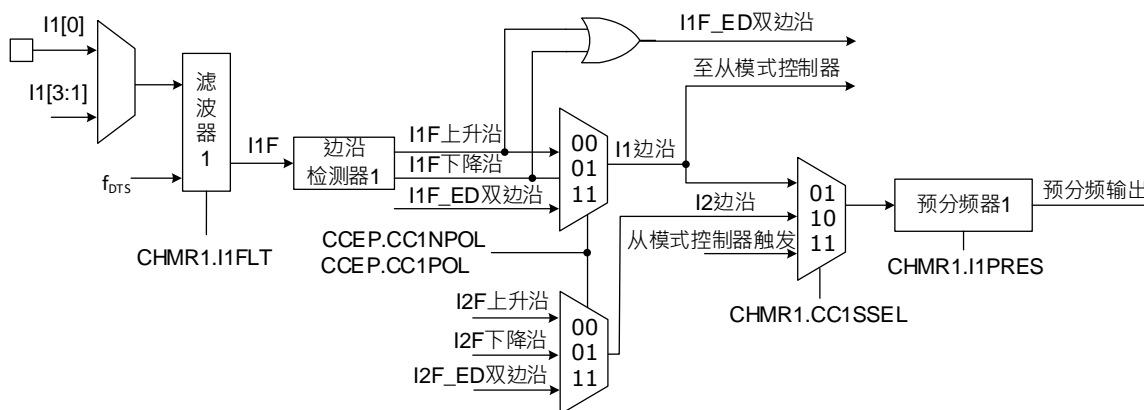 I1[0]
I1[3:1]
滤波器1
fDTS
CHMR1.I1FLT
I1F
边沿
检测器1
I1F上升沿
I1F下降沿
I1F_ED双边沿
CCEP.CC1NPOL
CCEP.CC1POL
I2F上升沿
I2F下降沿
I2F_ED双边沿
00
01
11
00
01
11
I1F_ED双边沿
至从模式控制器
I1边沿
I2边沿
从模式控制器触发
01
10
11
CHMR1.CC1SSEL
预分频器1
CHMR1.I1PRES
预分频输出